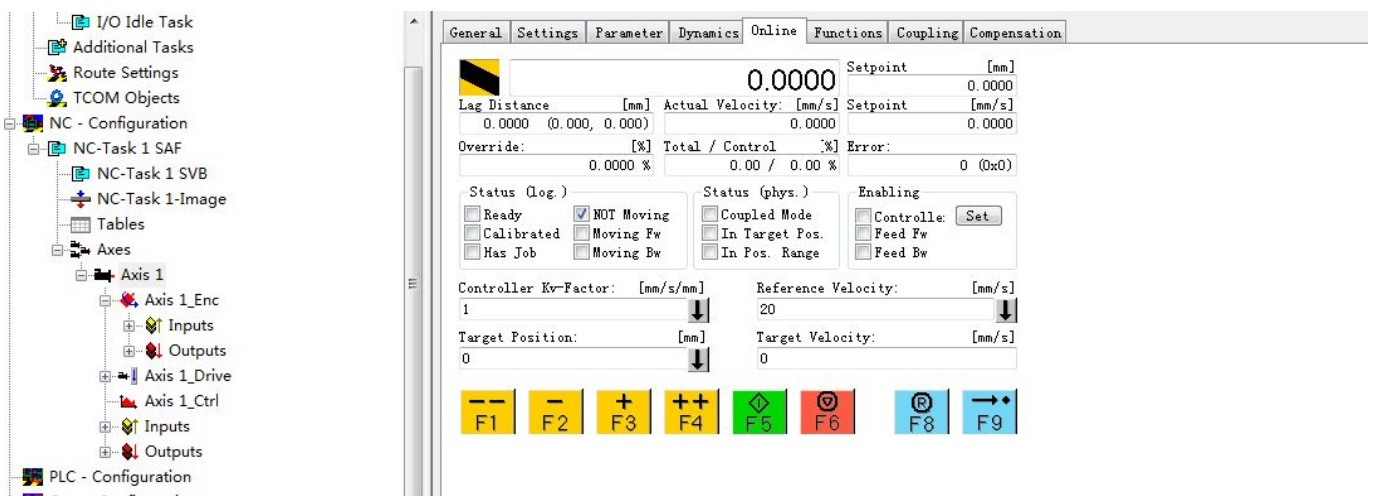 I/O Idle Task
Additional Tasks
Route Settings
TCOM Objects
NC - Configuration
NC-Task 1 SAF
NC-Task 1 SVB
NC-Task 1-Image
Tables
Axes
Axis 1
Axis 1_Enc
Inputs
Outputs
Axis 1_Drive
Axis 1_Ctrl
Inputs
Outputs
PLC - Configuration
General Settings Parameter Dynamics Online Functions Coupling Compensation
0.0000 Setpoint [mm]
0.0000
Lag Distance [mm] Actual Velocity: [mm/s] Setpoint [mm/s]
0.0000 (0.000, 0.000) 0.0000 0.0000
Override: [%] Total / Control [%] Error:
0.0000 % 0.00 / 0.00 % 0 (0x0)
Status (log.) Status (phys.) Enabling
Ready NOT Moving Coupled Mode Controlle: Set
Calibrated Moving Fw In Target Pos. Feed Fw
Has Job Moving Bw In Pos. Range Feed Bw
Controller Kv-Factor: [mm/s/mm] Reference Velocity: [mm/s]
1 20
Target Position: [mm] Target Velocity: [mm/s]
0 0
-- - + ++ R
F1 F2 F3 F4 F5 F6 F8 F9